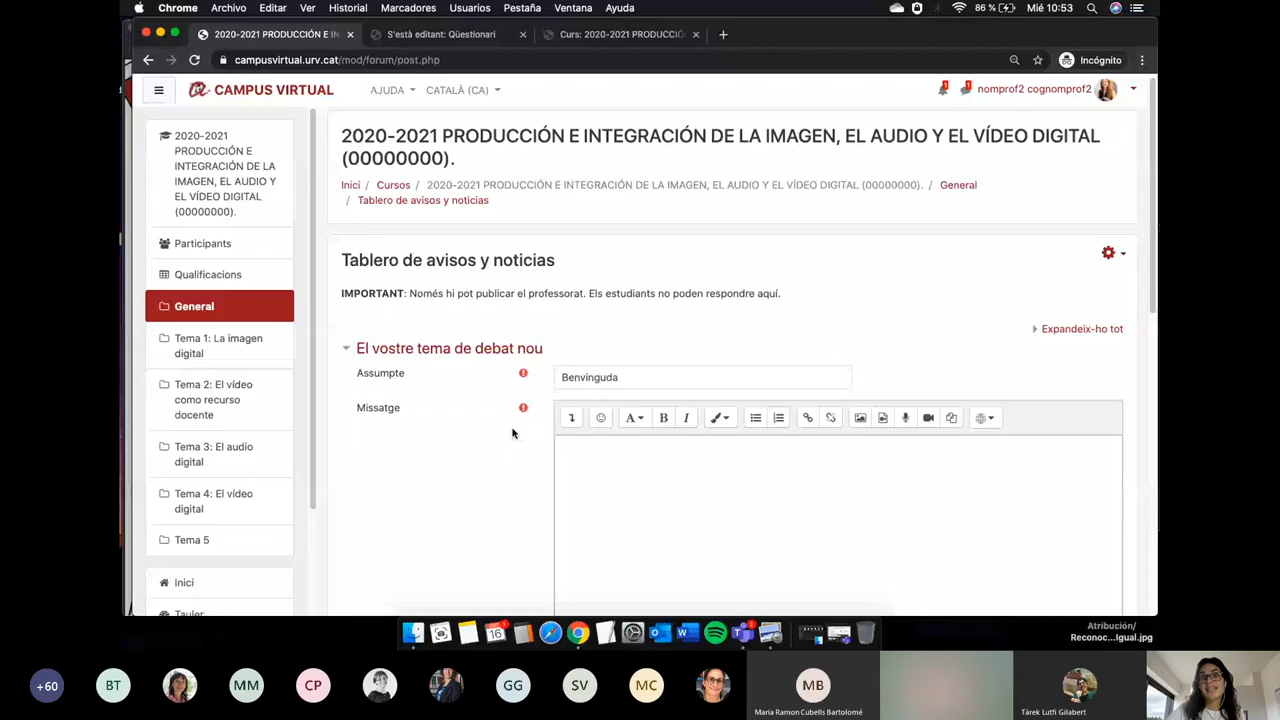 Chrome Archivo Editar Ver Historial Marcadores Usuarios Pestaña Ventana Ayuda 86 % Mié 10:53
2020-2021 PRODUCCIÓN E IN S'està editant: Qüestionari Curs: 2020-2021 PRODUCCIÓ
campusvirtual.urv.cat/mod/forum/post.php Incógnito
CAMPUS VIRTUAL AJUDA CATALÀ (CA) nomprof2 cognomprof2
2020-2021
PRODUCCIÓN E
INTEGRACIÓN DE LA
IMAGEN, EL AUDIO Y
EL VÍDEO DIGITAL
(00000000).
Participants
Qualificacions
General
Tema 1: La imagen
digital
Tema 2: El vídeo
como recurso
docente
Tema 3: El audio
digital
Tema 4: El vídeo
digital
Tema 5
Inici
Tauler
2020-2021 PRODUCCIÓN E INTEGRACIÓN DE LA IMAGEN, EL AUDIO Y EL VÍDEO DIGITAL
(00000000).
Inici / Cursos / 2020-2021 PRODUCCIÓN E INTEGRACIÓN DE LA IMAGEN, EL AUDIO Y EL VÍDEO DIGITAL (00000000). / General
/ Tablero de avisos y noticias
Tablero de avisos y noticias
IMPORTANT: Només hi pot publicar el professorat. Els estudiants no poden respondre aquí.
Expandeix-ho tot
El vostre tema de debat nou
Assumpte Benvinguda
Missatge
A B I
16 2
Atribución/
Reconoc...Igual.jpg
+60 BT MM CP GG SV MC MB
Maria Ramon Cubells Bartolomé Tàrek Lutfi Gilabert